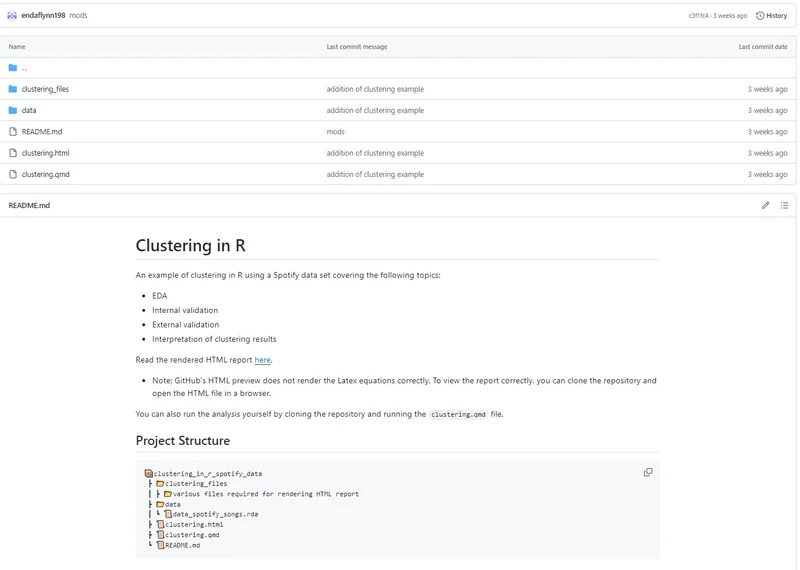 endaflynn198 mods c3f1fc4 · 3 weeks ago History
Name Last commit message Last commit date
..
clustering_files addition of clustering example 3 weeks ago
data addition of clustering example 3 weeks ago
README.md mods 3 weeks ago
clustering.html addition of clustering example 3 weeks ago
clustering.qmd addition of clustering example 3 weeks ago
README.md
Clustering in R
An example of clustering in R using a Spotify data set covering the following topics:
• EDA
• Internal validation
• External validation
• Interpretation of clustering results
Read the rendered HTML report here.
• Note: GitHub's HTML preview does not render the Latex equations correctly. To view the report correctly, you can clone the repository and
open the HTML file in a browser.
You can also run the analysis yourself by cloning the repository and running the clustering.qmd file.
Project Structure
clustering_in_r_spotify_data
clustering_files
various files required for rendering HTML report
data
data_spotify_songs.rda
clustering.html
clustering.qmd
README.md